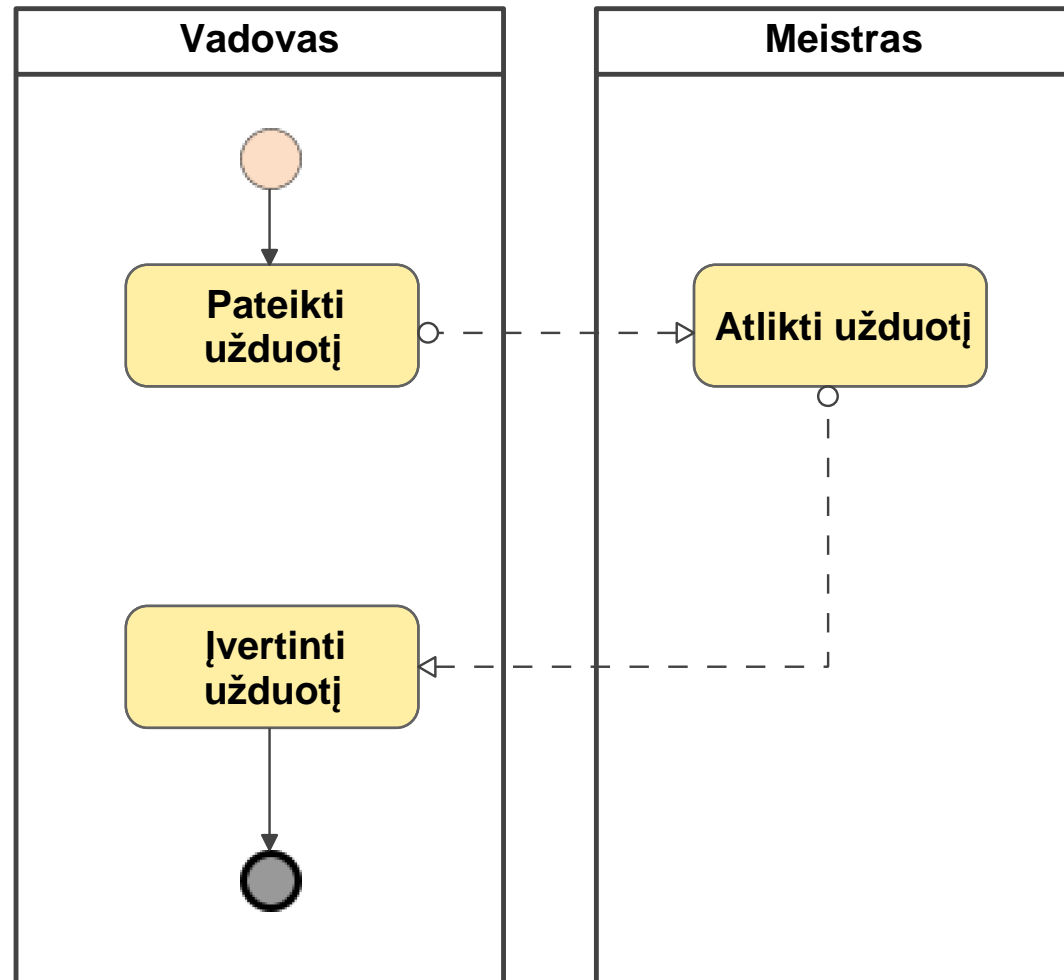 Vadovas
Meistras
Pateikti
užduotį
Atlikti užduotį
Įvertinti
užduotį